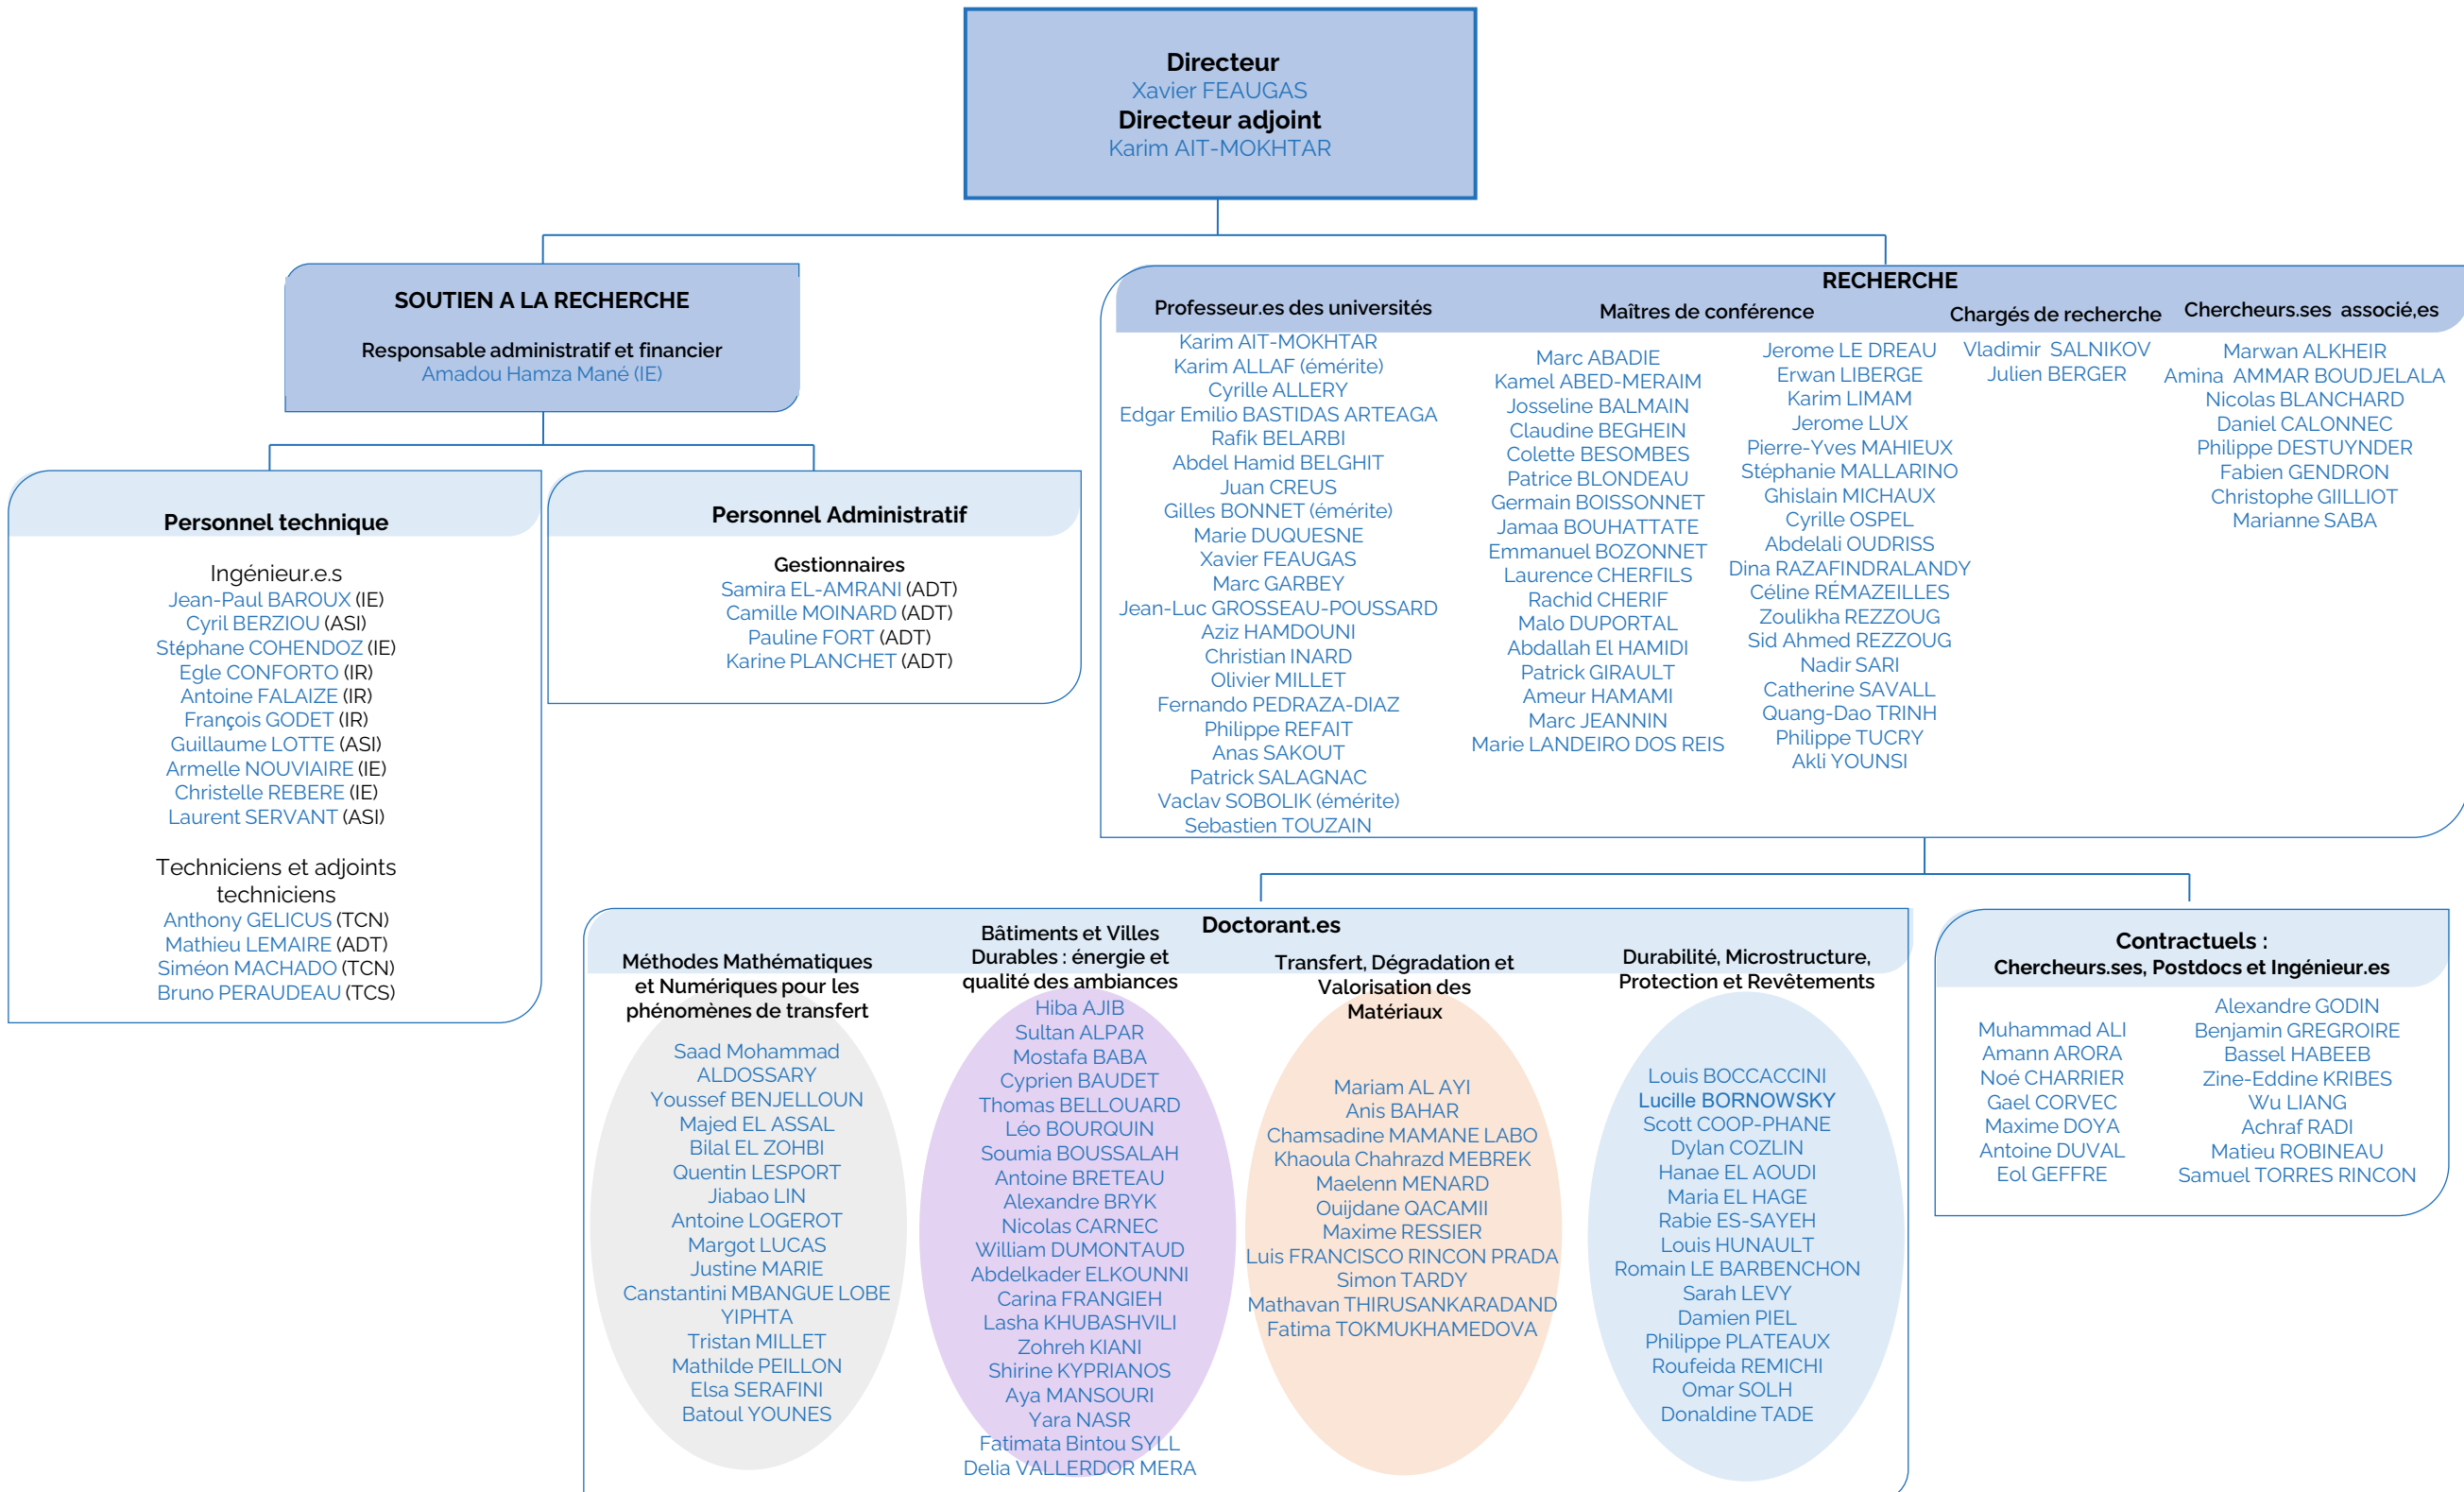 Directeur
Xavier FEAUGAS
Directeur adjoint
Karim AIT-MOKHTAR
SOUTIEN A LA RECHERCHE
Responsable administratif et financier
Amadou Hamza Mané (IE)
Personnel technique
Ingénieur.e.s
Jean-Paul BAROUX (IE)
Cyril BERZIOU (ASI)
Stéphane COHENDOZ (IE)
Egle CONFORTO (IR)
Antoine FALAIZE (IR)
François GODET (IR)
Guillaume LOTTE (ASI)
Armelle NOUVIAIRE (IE)
Christelle REBERE (IE)
Laurent SERVANT (ASI)
Techniciens et adjoints
techniciens
Anthony GELICUS (TCN)
Mathieu LEMAIRE (ADT)
Siméon MACHADO (TCN)
Bruno PERAUDEAU (TCS)
Personnel Administratif
Gestionnaires
Samira EL-AMRANI (ADT)
Camille MOINARD (ADT)
Pauline FORT (ADT)
Karine PLANCHET (ADT)
RECHERCHE
Professeur.es des universités
Karim AIT-MOKHTAR
Karim ALLAF (émérite)
Cyrille ALLERY
Edgar Emilio BASTIDAS ARTEAGA
Rafik BELARBI
Abdel Hamid BELGHIT
Juan CREUS
Gilles BONNET (émérite)
Marie DUQUESNE
Xavier FEAUGAS
Marc GARBEY
Jean-Luc GROSSEAU-POUSSARD
Aziz HAMDOUNI
Christian INARD
Olivier MILLET
Fernando PEDRAZA-DIAZ
Philippe REFAIT
Anas SAKOUT
Patrick SALAGNAC
Vaclav SOBOLIK (émérite)
Sebastien TOUZAIN
Maîtres de conférence
Marc ABADIE
Kamel ABED-MERAIM
Josseline BALMAIN
Claudine BEGHEIN
Colette BESOMBES
Patrice BLONDEAU
Germain BOISSONNET
Jamaa BOUHATTATE
Emmanuel BOZONNET
Laurence CHERFILS
Rachid CHERIF
Malo DUPORTAL
Abdallah El HAMIDI
Patrick GIRAULT
Ameur HAMAMI
Marc JEANNIN
Marie LANDEIRO DOS REIS
Jerome LE DREAU
Erwan LIBERGE
Karim LIMAM
Jerome LUX
Pierre-Yves MAHIEUX
Stéphanie MALLARINO
Ghislain MICHAUX
Cyrille OSPEL
Abdelali OUDRISS
Dina RAZAFINDRALANDY
Céline RÉMAZEILLES
Zoulikha REZZOUG
Sid Ahmed REZZOUG
Nadir SARI
Catherine SAVALL
Quang-Dao TRINH
Philippe TUCRY
Akli YOUNSI
Chargés de recherche
Vladimir SALNIKOV
Julien BERGER
Chercheurs.ses associé,es
Marwan ALKHEIR
Amina AMMAR BOUDJELALA
Nicolas BLANCHARD
Daniel CALONNEC
Philippe DESTUYNDER
Fabien GENDRON
Christophe GIILLIOT
Marianne SABA
Doctorant.es
Méthodes Mathématiques
et Numériques pour les
phénomènes de transfert
Saad Mohammad
ALDOSSARY
Youssef BENJELLOUN
Majed EL ASSAL
Bilal EL ZOHBI
Quentin LESPORT
Jiabao LIN
Antoine LOGEROT
Margot LUCAS
Justine MARIE
Canstantini MBANGUE LOBE
YIPHTA
Tristan MILLET
Mathilde PEILLON
Elsa SERAFINI
Batoul YOUNES
Bâtiments et Villes
Durables : énergie et
qualité des ambiances
Hiba AJIB
Sultan ALPAR
Mostafa BABA
Cyprien BAUDET
Thomas BELLOUARD
Léo BOURQUIN
Soumia BOUSSALAH
Antoine BRETEAU
Alexandre BRYK
Nicolas CARNEC
William DUMONTAUD
Abdelkader ELKOUNNI
Carina FRANGIEH
Lasha KHUBASHVILI
Zohreh KIANI
Shirine KYPRIANOS
Aya MANSOURI
Yara NASR
Fatimata Bintou SYLL
Delia VALLERDOR MERA
Transfert, Dégradation et
Valorisation des
Matériaux
Mariam AL AYI
Anis BAHAR
Chamsadine MAMANE LABO
Khaoula Chahrazd MEBREK
Maelenn MENARD
Ouijdane QACAMII
Maxime RESSIER
Luis FRANCISCO RINCON PRADA
Simon TARDY
Mathavan THIRUSANKARADAND
Fatima TOKMUKHAMEDOVA
Durabilité, Microstructure,
Protection et Revêtements
Louis BOCCACCINI
Lucille BORNOWSKY
Scott COOP-PHANE
Dylan COZLIN
Hanae EL AOUDI
Maria EL HAGE
Rabie ES-SAYEH
Louis HUNAULT
Romain LE BARBENCHON
Sarah LEVY
Damien PIEL
Philippe PLATEAUX
Roufeida REMICHI
Omar SOLH
Donaldine TADE
Contractuels :
Chercheurs.ses, Postdocs et Ingénieur.es
Muhammad ALI
Amann ARORA
Noé CHARRIER
Gael CORVEC
Maxime DOYA
Antoine DUVAL
Eol GEFFRE
Alexandre GODIN
Benjamin GREGROIRE
Bassel HABEEB
Zine-Eddine KRIBES
Wu LIANG
Achraf RADI
Matieu ROBINEAU
Samuel TORRES RINCON